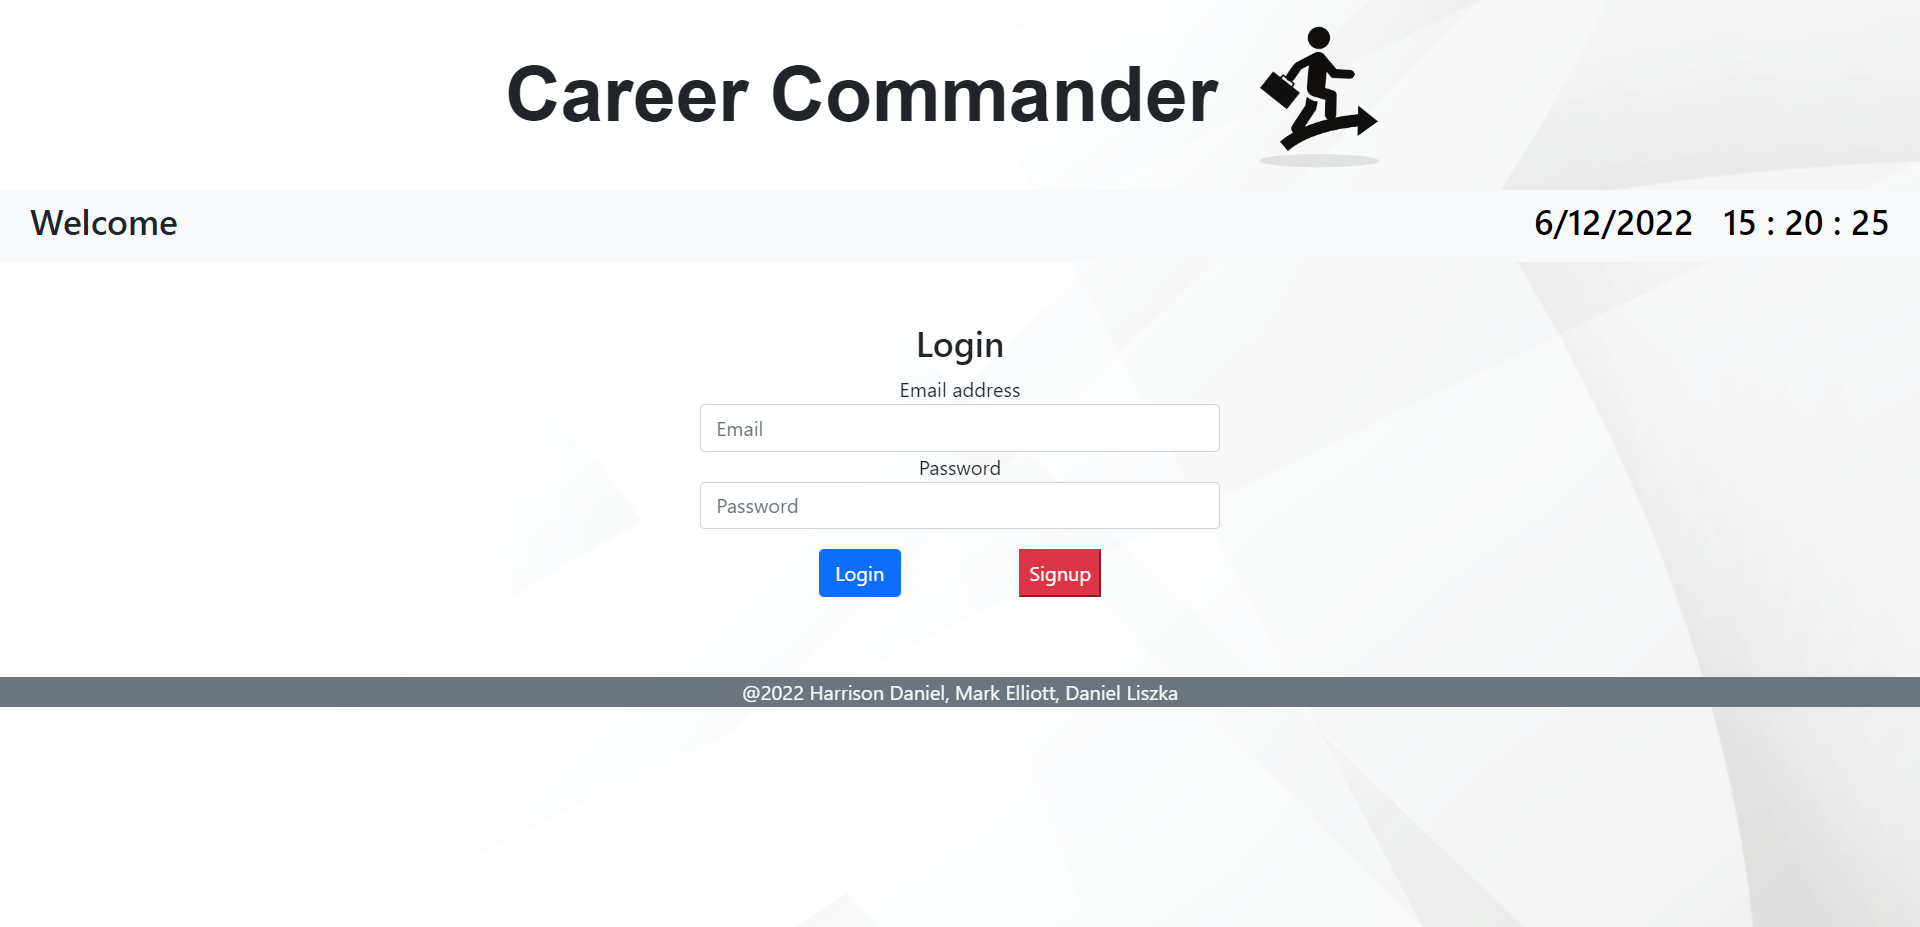 Career Commander
Welcome
6/12/2022 15 : 20 : 25
Login
Email address
Email
Password
Password
Login
Signup
@2022 Harrison Daniel, Mark Elliott, Daniel Liszka